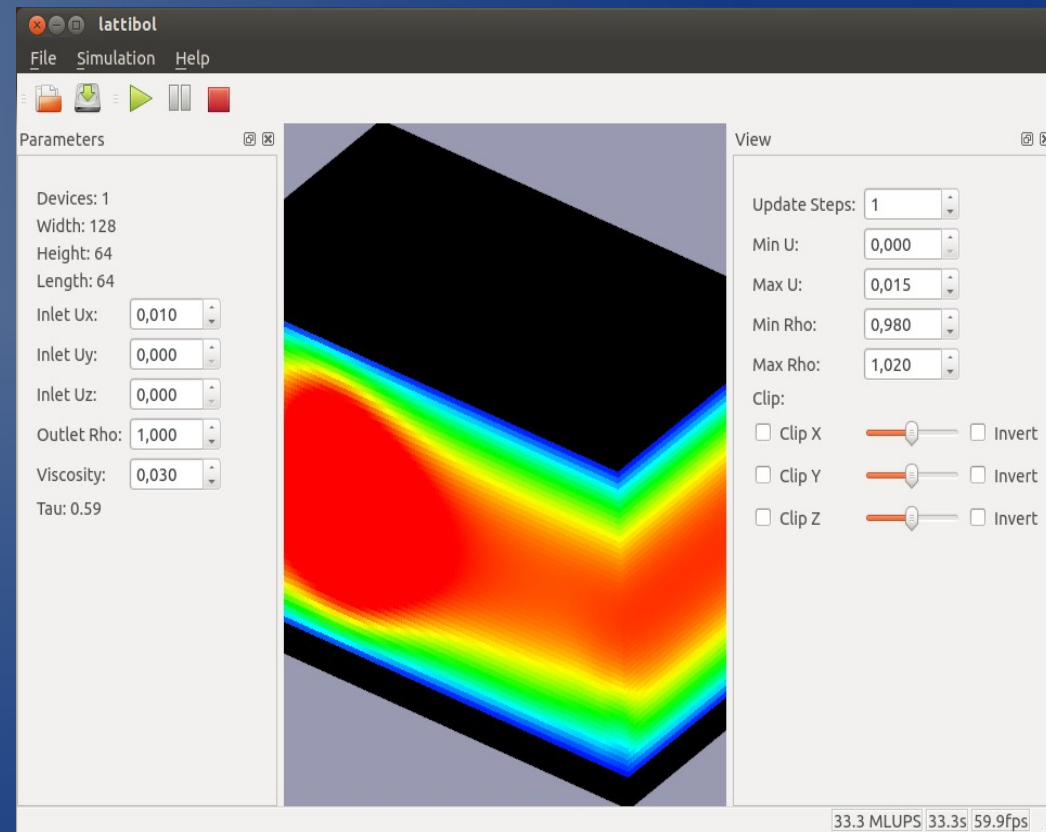 lattibol
File Simulation Help
Parameters
Devices: 1
Width: 128
Height: 64
Length: 64
Inlet Ux: 0,010
Inlet Uy: 0,000
Inlet Uz: 0,000
Outlet Rho: 1,000
Viscosity: 0,030
Tau: 0.59
View
Update Steps: 1
Min U: 0,000
Max U: 0,015
Min Rho: 0,980
Max Rho: 1,020
Clip:
Clip X Invert
Clip Y Invert
Clip Z Invert
33.3 MLUPS 33.3s 59.9fps